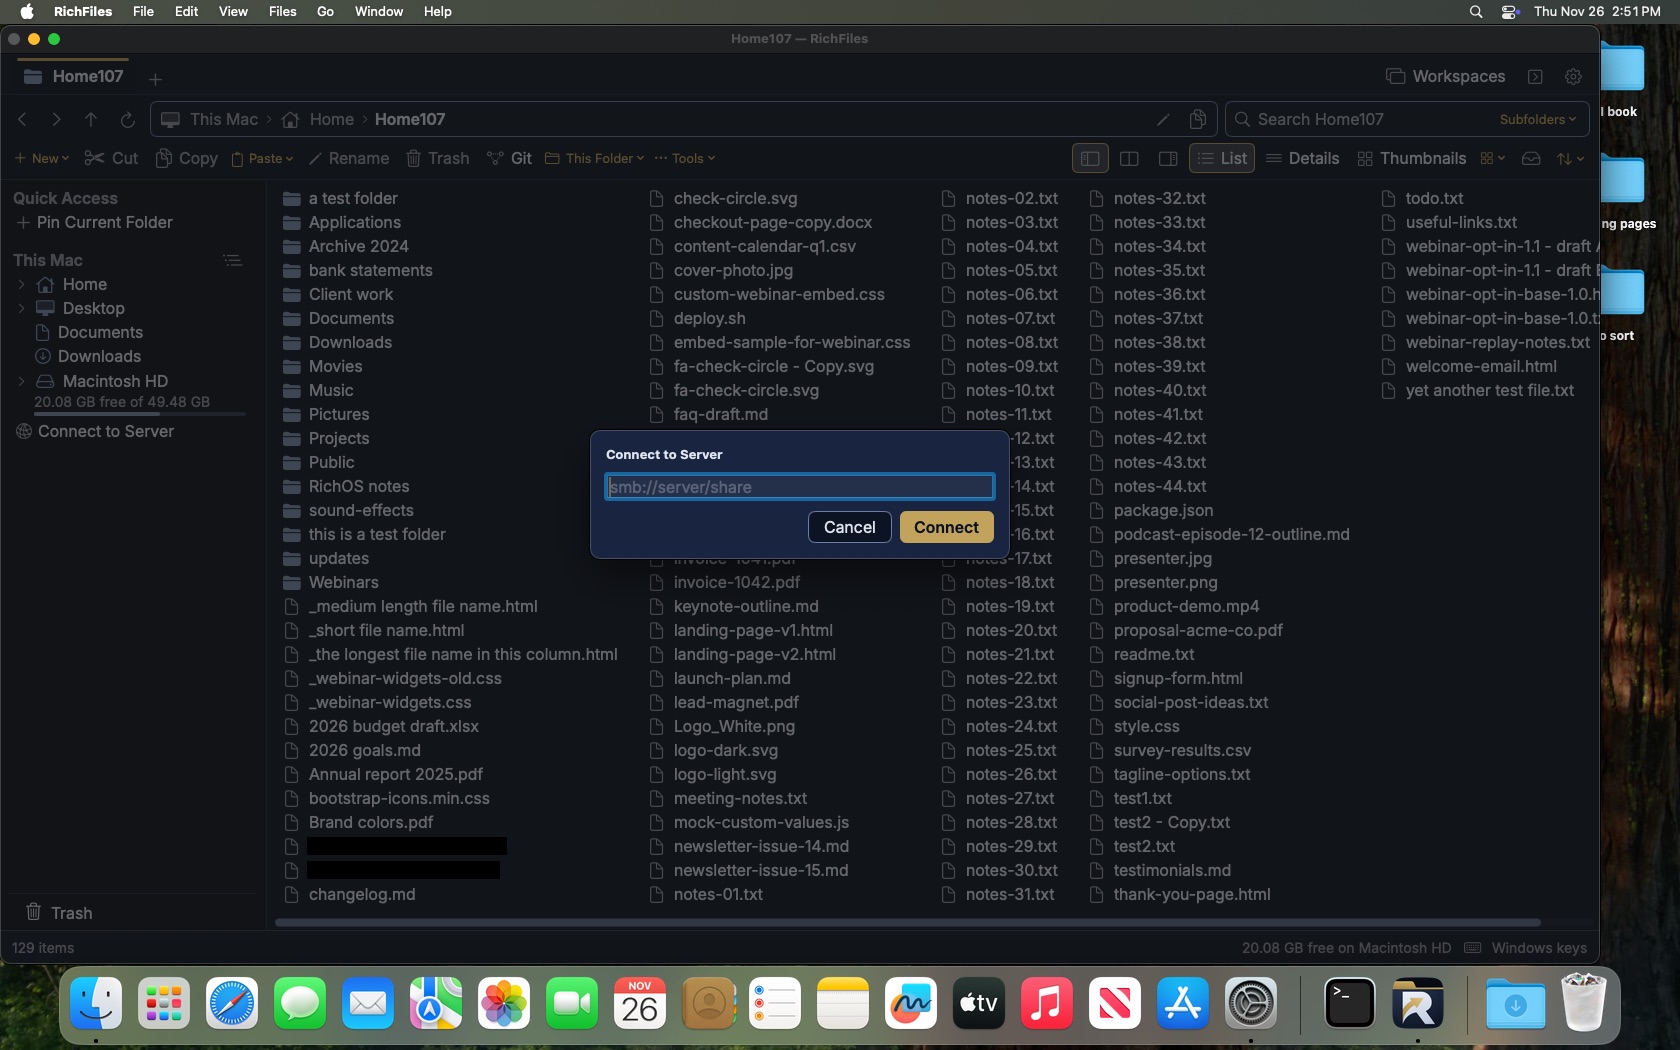 RichFiles File Edit View Files Go Window Help
Thu Nov 26 2:51 PM
Home107 — RichFiles
Home107
Workspaces
This Mac > Home > Home107
Search Home107 Subfolders
New Cut Copy Paste Rename Trash Git This Folder Tools
List Details Thumbnails
Quick Access
Pin Current Folder
This Mac
Home
Desktop
Documents
Downloads
Macintosh HD
20.08 GB free of 49.48 GB
Connect to Server
Trash
a test folder
Applications
Archive 2024
bank statements
Client work
Documents
Downloads
Movies
Music
Pictures
Projects
Public
RichOS notes
sound-effects
this is a test folder
updates
Webinars
_medium length file name.html
_short file name.html
_the longest file name in this column.html
_webinar-widgets-old.css
_webinar-widgets.css
2026 budget draft.xlsx
2026 goals.md
Annual report 2025.pdf
bootstrap-icons.min.css
Brand colors.pdf
changelog.md
check-circle.svg
checkout-page-copy.docx
content-calendar-q1.csv
cover-photo.jpg
custom-webinar-embed.css
deploy.sh
embed-sample-for-webinar.css
fa-check-circle - Copy.svg
fa-check-circle.svg
faq-draft.md
invoice-1041.pdf
invoice-1042.pdf
keynote-outline.md
landing-page-v1.html
landing-page-v2.html
launch-plan.md
lead-magnet.pdf
Logo_White.png
logo-dark.svg
logo-light.svg
meeting-notes.txt
mock-custom-values.js
newsletter-issue-14.md
newsletter-issue-15.md
notes-01.txt
notes-02.txt
notes-03.txt
notes-04.txt
notes-05.txt
notes-06.txt
notes-07.txt
notes-08.txt
notes-09.txt
notes-10.txt
notes-11.txt
-12.txt
-13.txt
-14.txt
-15.txt
-16.txt
notes-17.txt
notes-18.txt
notes-19.txt
notes-20.txt
notes-21.txt
notes-22.txt
notes-23.txt
notes-24.txt
notes-25.txt
notes-26.txt
notes-27.txt
notes-28.txt
notes-29.txt
notes-30.txt
notes-31.txt
notes-32.txt
notes-33.txt
notes-34.txt
notes-35.txt
notes-36.txt
notes-37.txt
notes-38.txt
notes-39.txt
notes-40.txt
notes-41.txt
notes-42.txt
notes-43.txt
notes-44.txt
package.json
podcast-episode-12-outline.md
presenter.jpg
presenter.png
product-demo.mp4
proposal-acme-co.pdf
readme.txt
signup-form.html
social-post-ideas.txt
style.css
survey-results.csv
tagline-options.txt
test1.txt
test2 - Copy.txt
test2.txt
testimonials.md
thank-you-page.html
todo.txt
useful-links.txt
webinar-opt-in-1.1 - draft
webinar-opt-in-1.1 - draft
webinar-opt-in-base-1.0.h
webinar-opt-in-base-1.0.t
webinar-replay-notes.txt
welcome-email.html
yet another test file.txt
Connect to Server
smb://server/share
Cancel Connect
129 items
20.08 GB free on Macintosh HD Windows keys
book
ng pages
o sort
NOV
26
tv